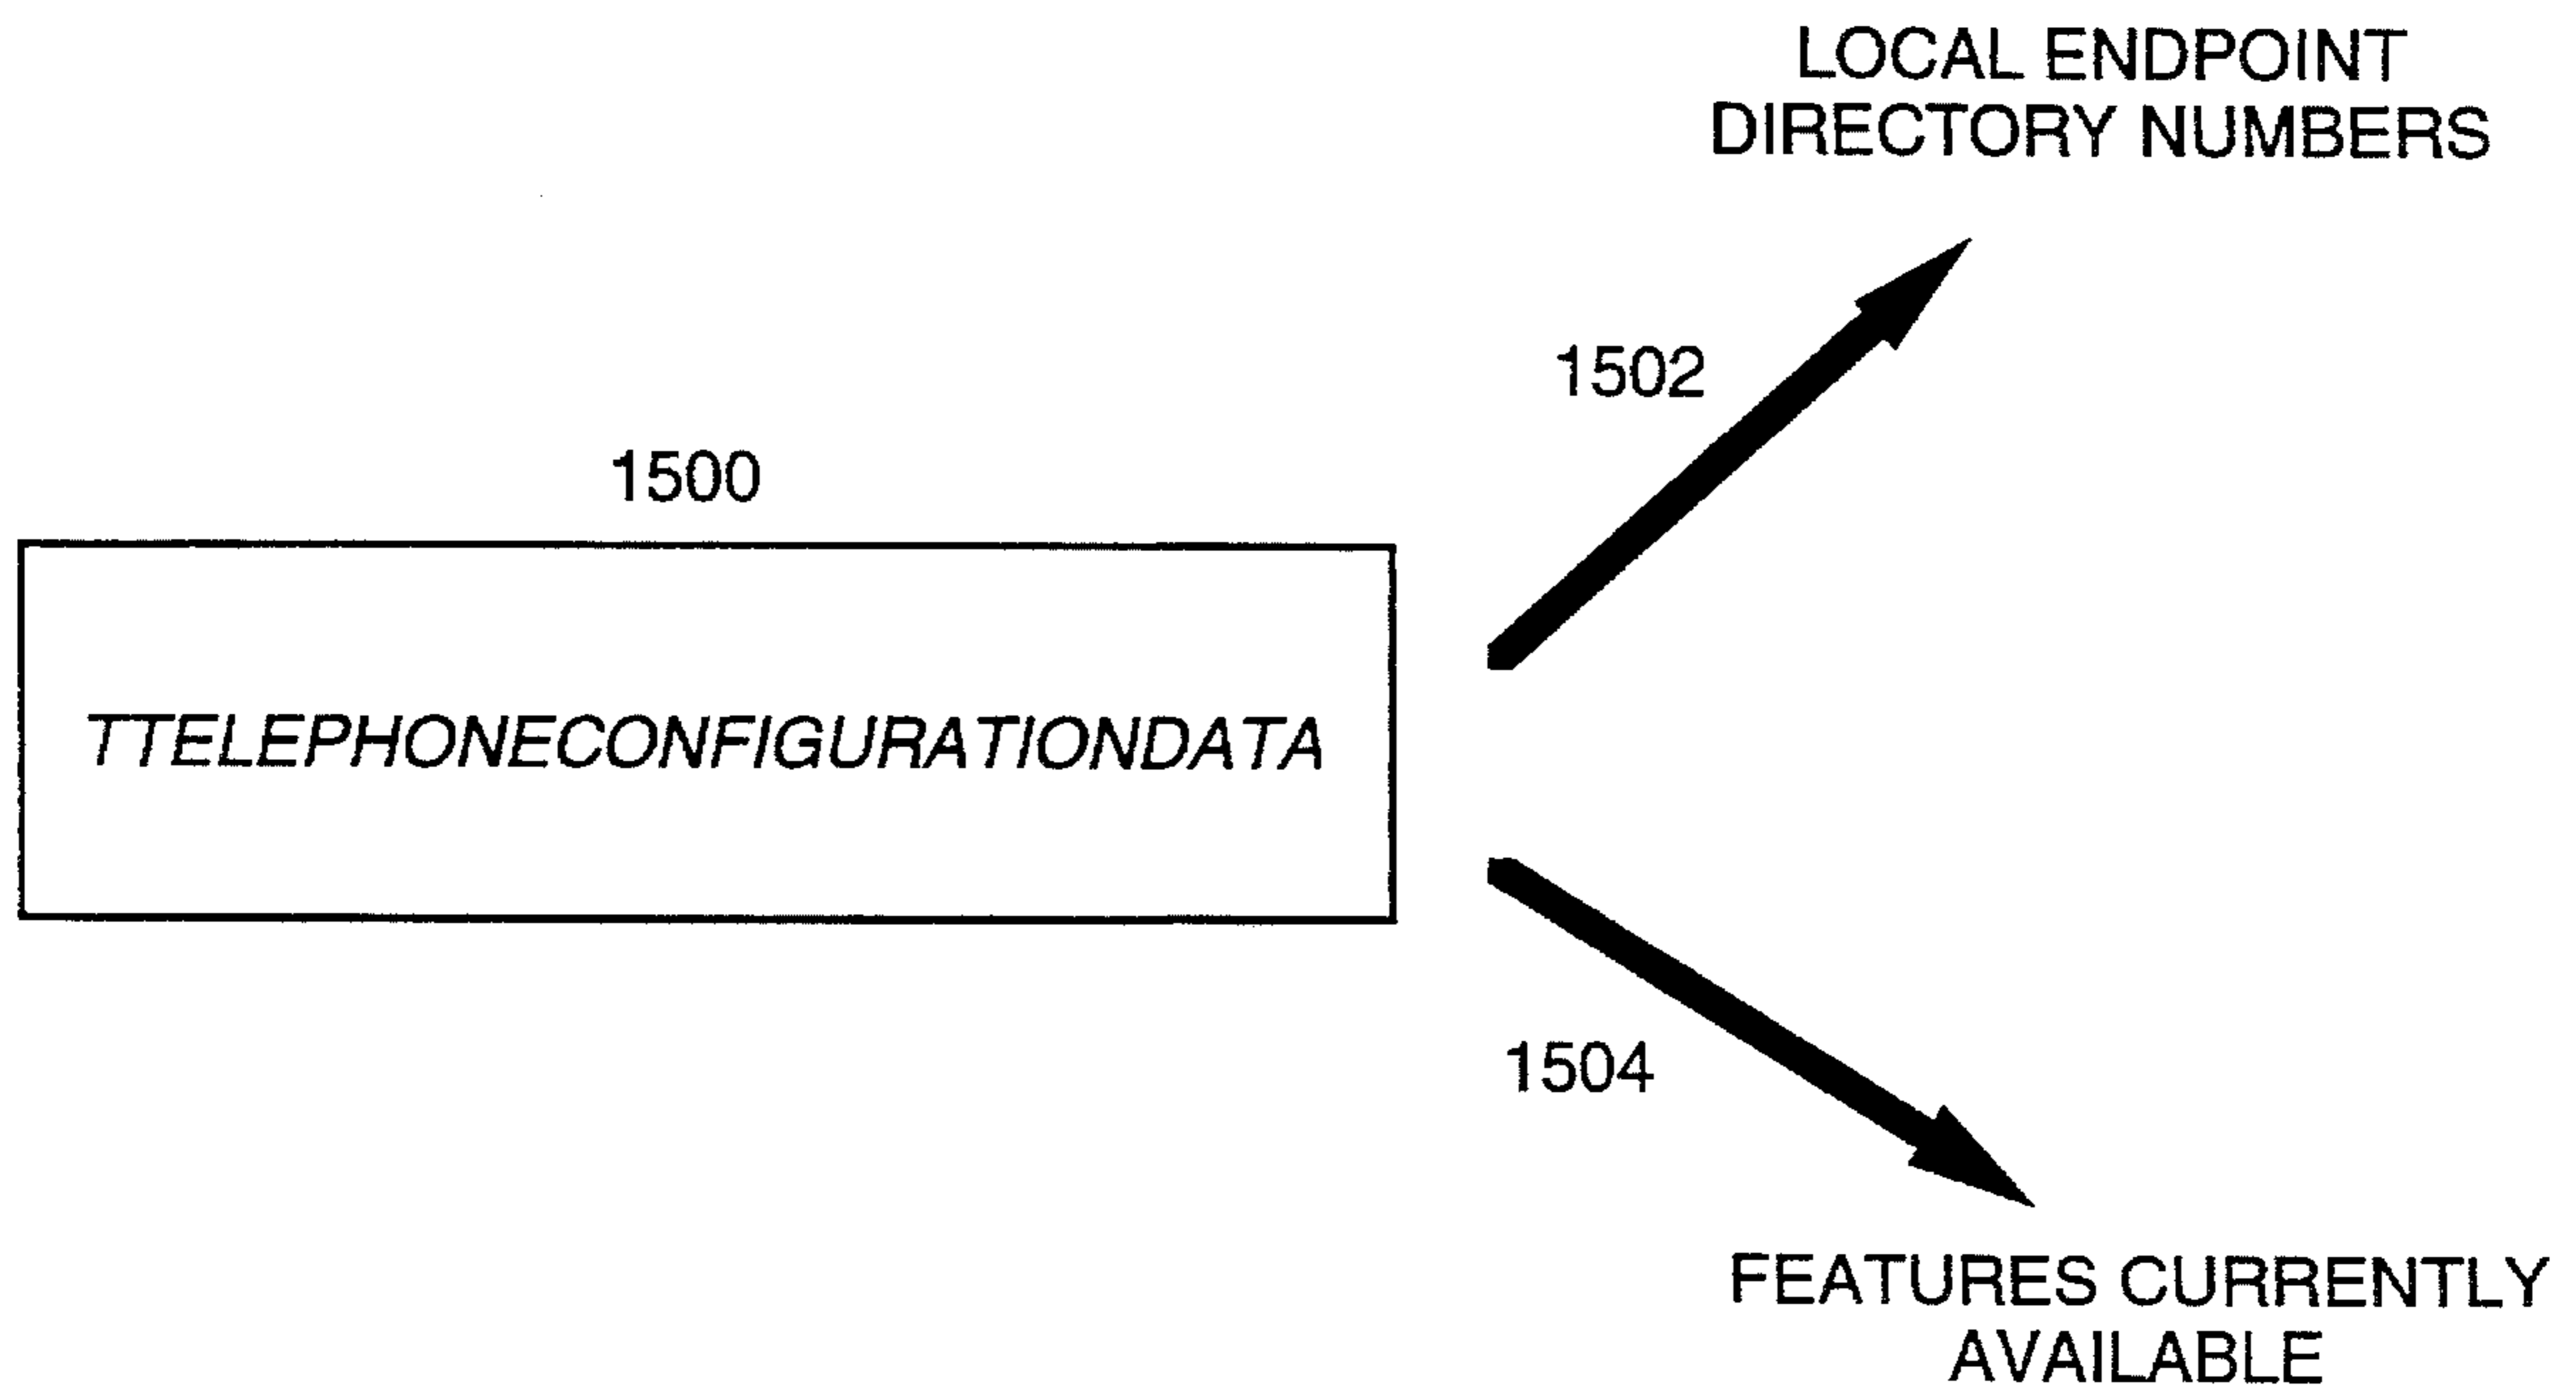 LOCAL ENDPOINT
DIRECTORY NUMBERS
1502
1500
TTELEPHONECONFIGURATIONDATA
1504
FEATURES CURRENTLY
AVAILABLE